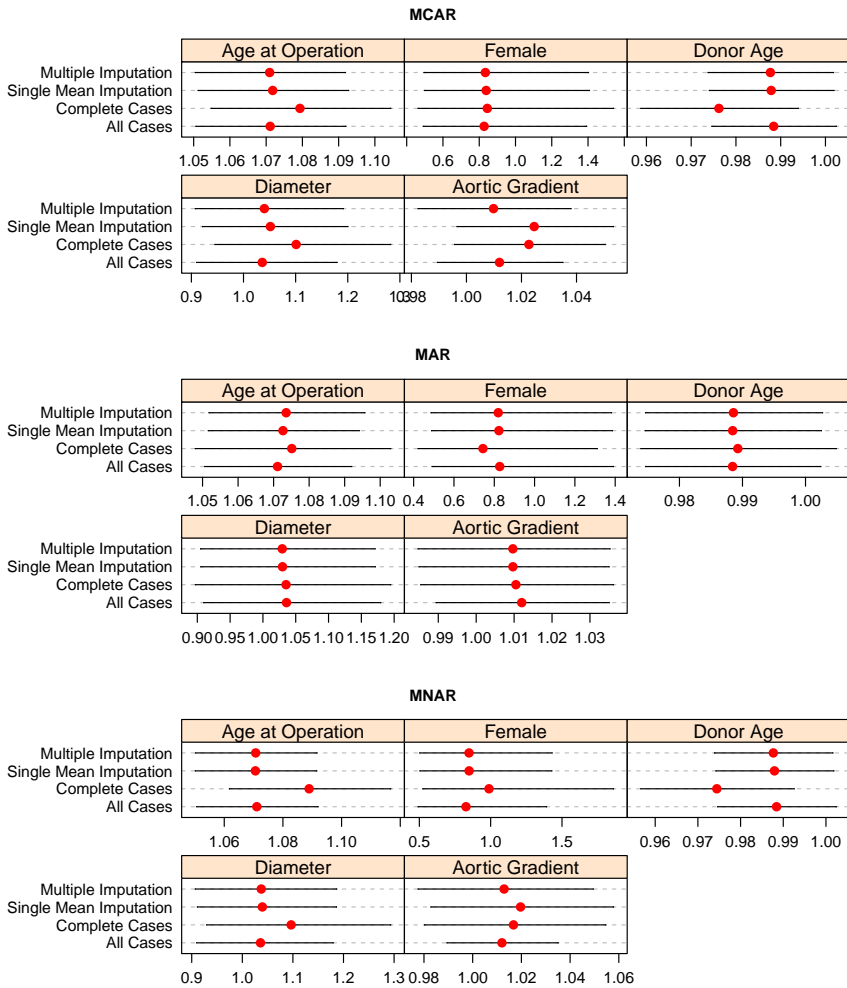 MCAR
Age at Operation Female Donor Age
Multiple Imputation
Single Mean Imputation
Complete Cases
All Cases
1.05 1.06 1.07 1.08 1.09 1.10 0.6 0.8 1.0 1.2 1.4 0.96 0.97 0.98 0.99 1.00
Diameter Aortic Gradient
Multiple Imputation
Single Mean Imputation
Complete Cases
All Cases
0.9 1.0 1.1 1.2 1.3 0.98 1.00 1.02 1.04
MAR
Age at Operation Female Donor Age
Multiple Imputation
Single Mean Imputation
Complete Cases
All Cases
1.05 1.06 1.07 1.08 1.09 1.10 0.4 0.6 0.8 1.0 1.2 1.4 0.98 0.99 1.00
Diameter Aortic Gradient
Multiple Imputation
Single Mean Imputation
Complete Cases
All Cases
0.90 0.95 1.00 1.05 1.10 1.15 1.20 0.99 1.00 1.01 1.02 1.03
MNAR
Age at Operation Female Donor Age
Multiple Imputation
Single Mean Imputation
Complete Cases
All Cases
1.06 1.08 1.10 0.5 1.0 1.5 0.96 0.97 0.98 0.99 1.00
Diameter Aortic Gradient
Multiple Imputation
Single Mean Imputation
Complete Cases
All Cases
0.9 1.0 1.1 1.2 1.3 0.98 1.00 1.02 1.04 1.06